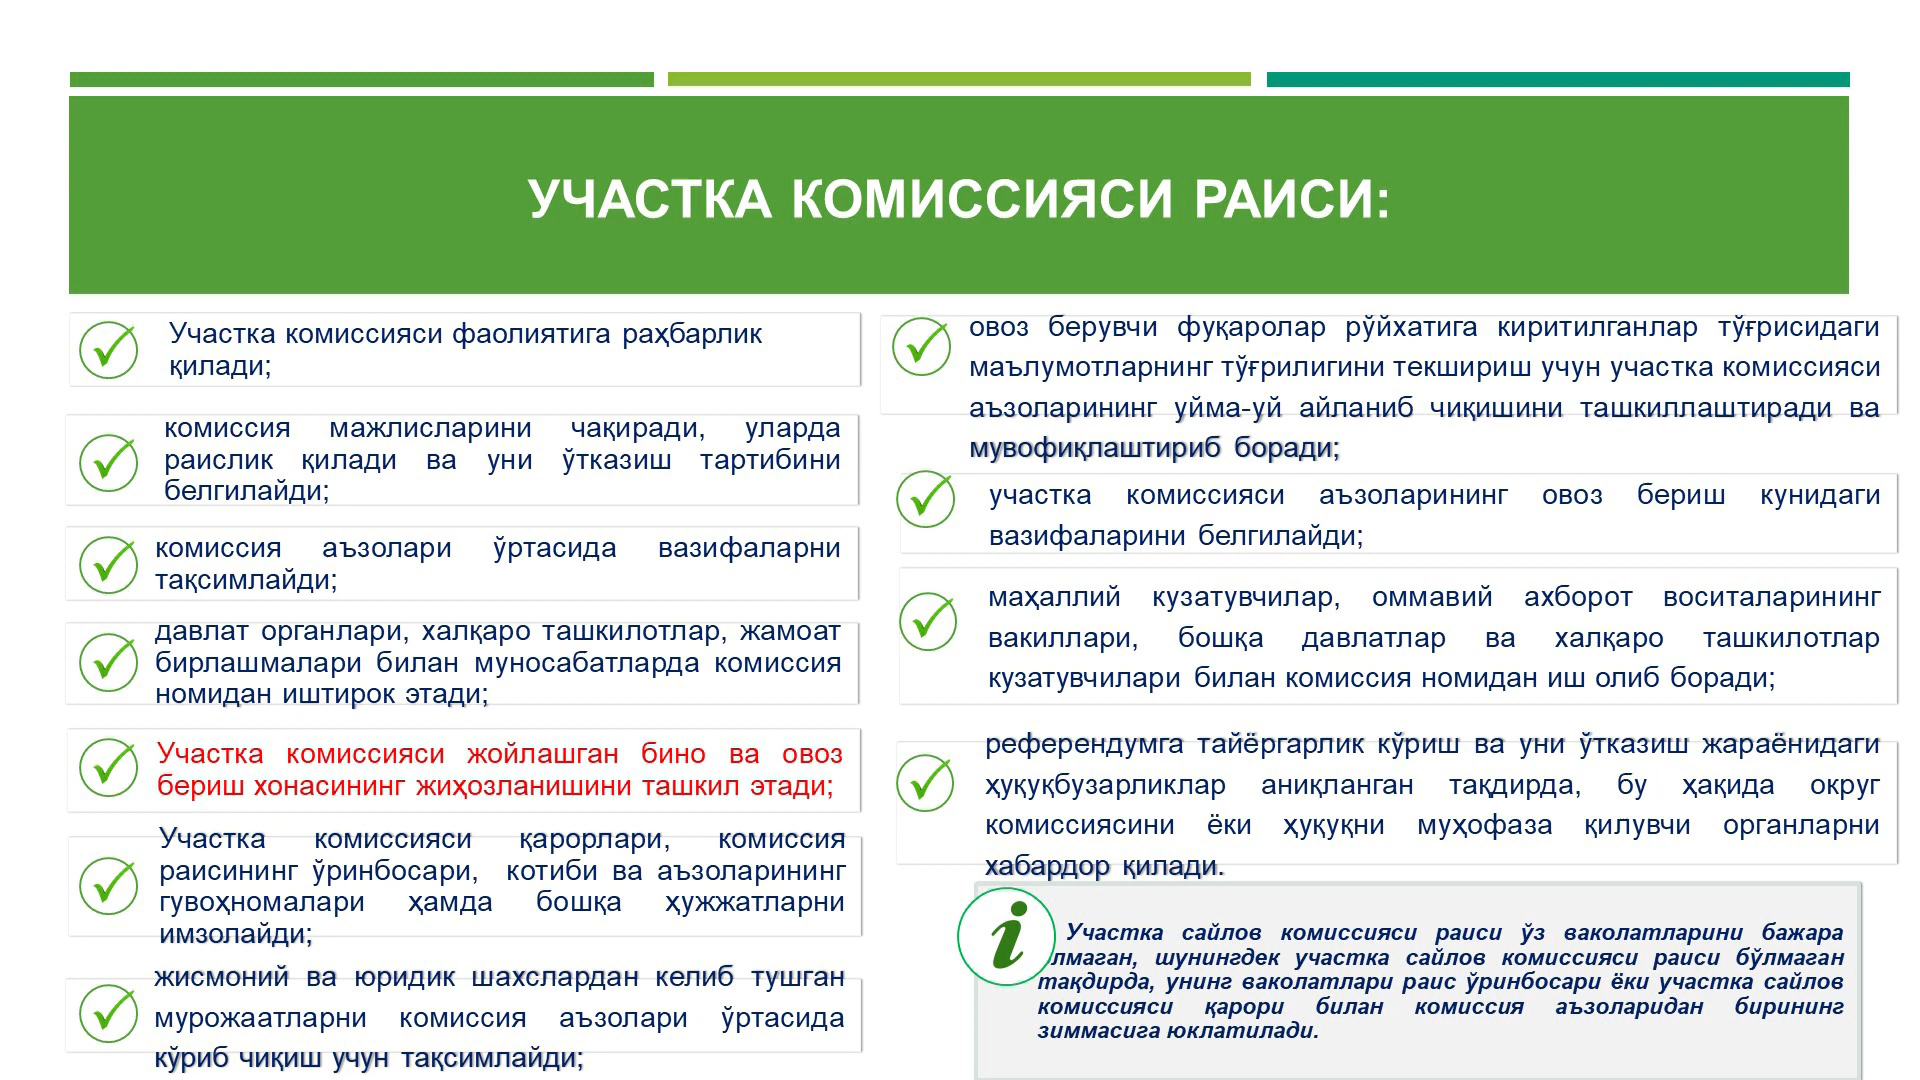 УЧАСТКА КОМИССИЯСИ РАИСИ:
Участка комиссияси фаолиятига раҳбарлик
қилади;
комиссия мажлисларини чақиради, уларда
раислик қилади ва уни ўтказиш тартибини
белгилайди;
комиссия аъзолари ўртасида вазифаларни
тақсимлайди;
давлат органлари, халқаро ташкилотлар, жамоат
бирлашмалари билан муносабатларда комиссия
номидан иштирок этади;
Участка комиссияси жойлашган бино ва овоз
бериш хонасининг жиҳозланишини ташкил этади;
Участка комиссияси қарорлари, комиссия
раисининг ўринбосари, котиби ва аъзоларининг
гувоҳномалари ҳамда бошқа ҳужжатларни
имзолайди;
жисмоний ва юридик шахслардан келиб тушган
мурожаатларни комиссия аъзолари ўртасида
кўриб чиқиш учун тақсимлайди;
овоз берувчи фуқаролар рўйхатига киритилганлар тўғрисидаги
маълумотларнинг тўғрилигини текшириш учун участка комиссияси
аъзоларининг уйма-уй айланиб чиқишини ташкиллаштиради ва
мувофиқлаштириб боради;
участка комиссияси аъзоларининг овоз бериш кунидаги
вазифаларини белгилайди;
маҳаллий кузатувчилар, оммавий ахборот воситаларининг
вакиллари, бошқа давлатлар ва халқаро ташкилотлар
кузатувчилари билан комиссия номидан иш олиб боради;
референдумга тайёргарлик кўриш ва уни ўтказиш жараёнидаги
ҳуқуқбузарликлар аниқланган тақдирда, бу ҳақида округ
комиссиясини ёки ҳуқуқни муҳофаза қилувчи органларни
хабардор қилади.
Участка сайлов комиссияси раиси ўз ваколатларини бажара
лмаган, шунингдек участка сайлов комиссияси раиси бўлмаган
тақдирда, унинг ваколатлари раис ўринбосари ёки участка сайлов
комиссияси қарори билан комиссия аъзоларидан бирининг
зиммасига юклатилади.